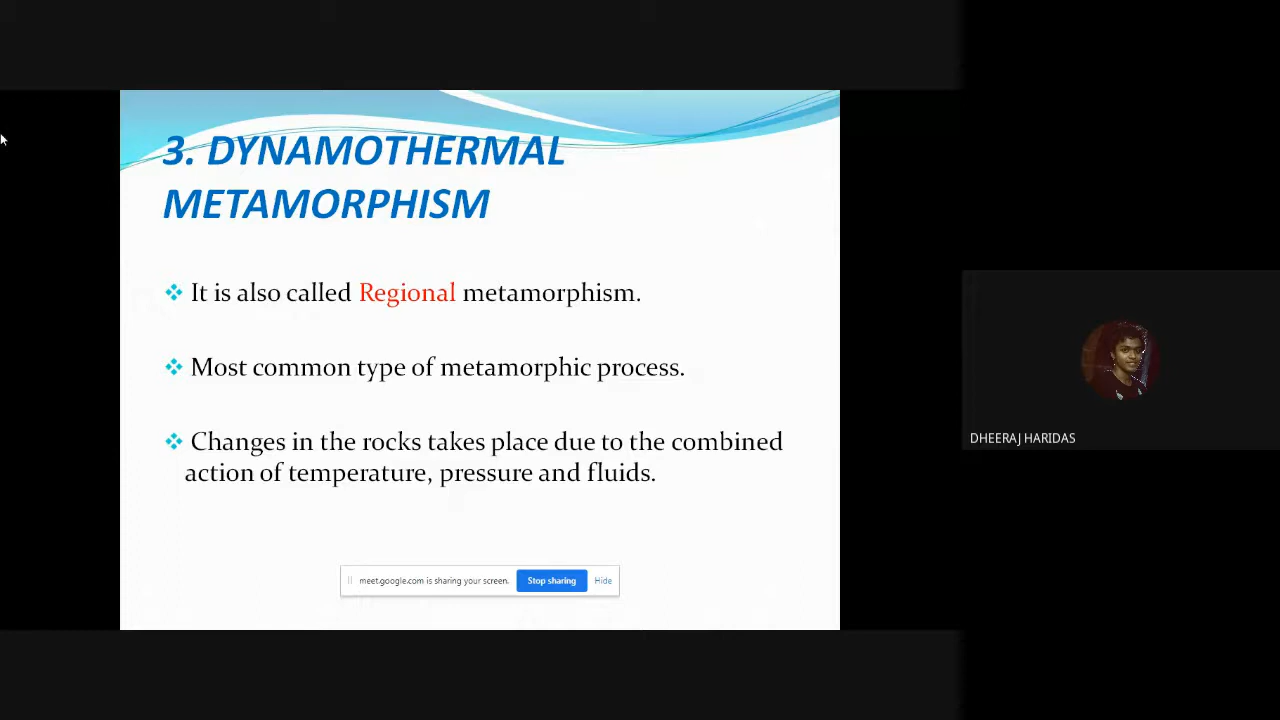 3. DYNAMOTHERMAL
METAMORPHISM
It is also called Regional metamorphism.
Most common type of metamorphic process.
Changes in the rocks takes place due to the combined
action of temperature, pressure and fluids.
meet.google.com is sharing your screen. Stop sharing Hide
DHEERAJ HARIDAS